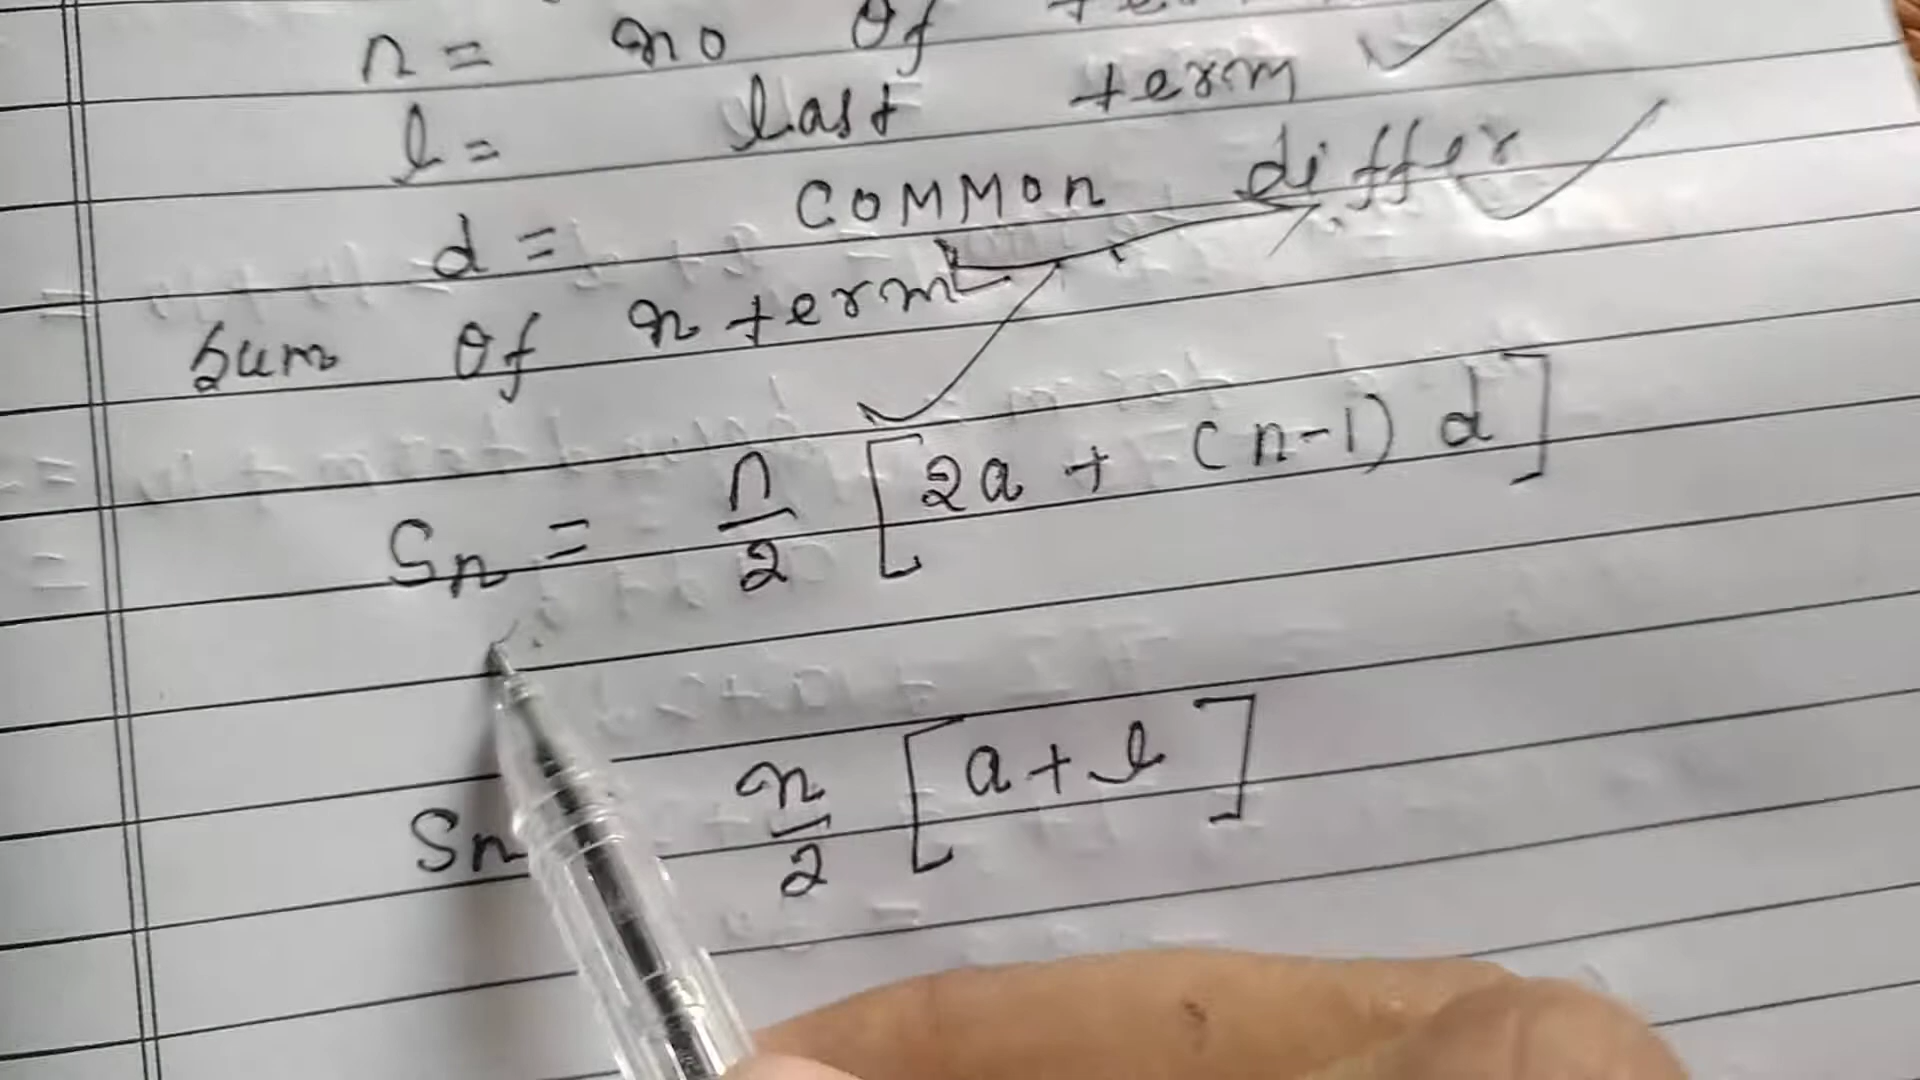 n = no of
l = last term
d = common differ
Sum of n term
Sn = n/2 [2a + (n-1) d]
Sn n/2 [a + l]